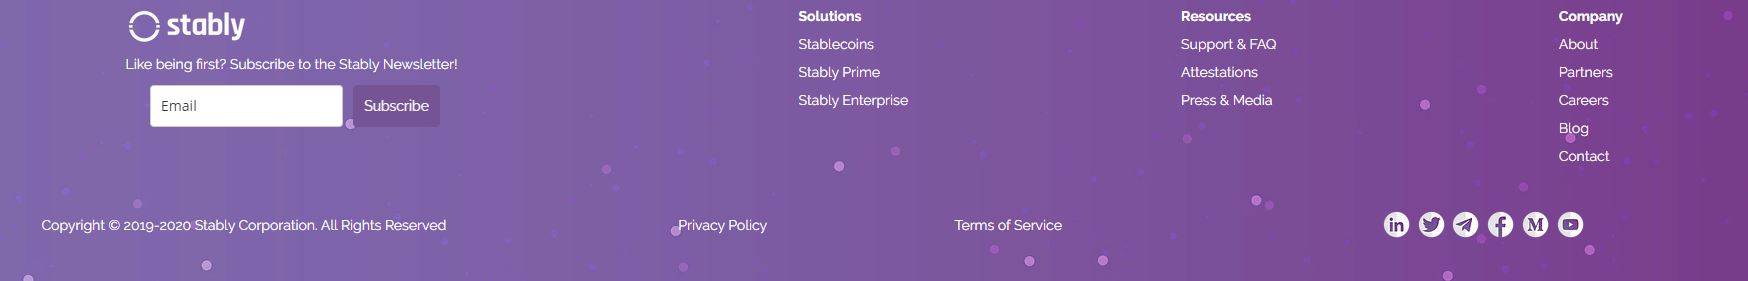 stably
Like being first? Subscribe to the Stably Newsletter!
Email
Subscribe
Solutions
Stablecoins
Stably Prime
Stably Enterprise
Resources
Support & FAQ
Attestations
Press & Media
Company
About
Partners
Careers
Blog
Contact
Copyright © 2019-2020 Stably Corporation. All Rights Reserved
Privacy Policy
Terms of Service